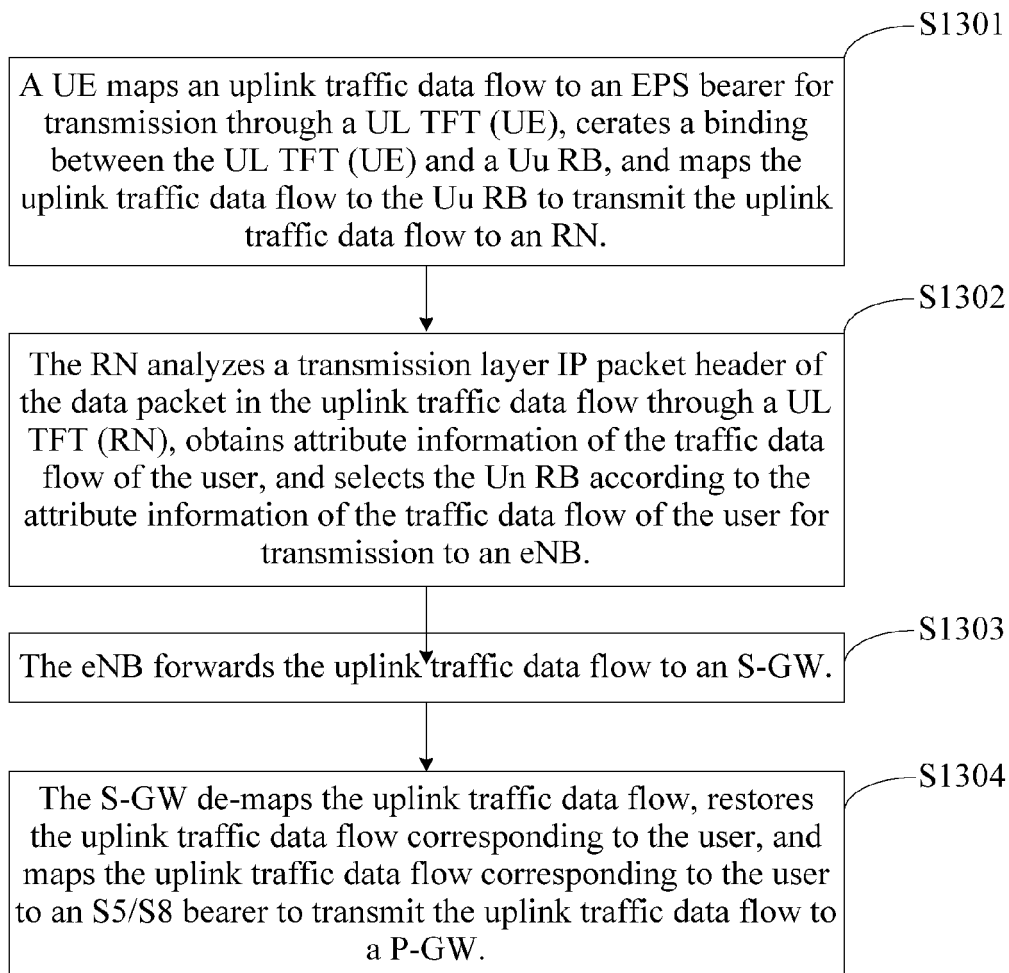 S1301
A UE maps an uplink traffic data flow to an EPS bearer for
transmission through a UL TFT (UE), cerates a binding
between the UL TFT (UE) and a Uu RB, and maps the
uplink traffic data flow to the Uu RB to transmit the uplink
traffic data flow to an RN.
S1302
The RN analyzes a transmission layer IP packet header of
the data packet in the uplink traffic data flow through a UL
TFT (RN), obtains attribute information of the traffic data
flow of the user, and selects the Un RB according to the
attribute information of the traffic data flow of the user for
transmission to an eNB.
S1303
The eNB forwards the uplink traffic data flow to an S-GW.
S1304
The S-GW de-maps the uplink traffic data flow, restores
the uplink traffic data flow corresponding to the user, and
maps the uplink traffic data flow corresponding to the user
to an S5/S8 bearer to transmit the uplink traffic data flow to
a P-GW.